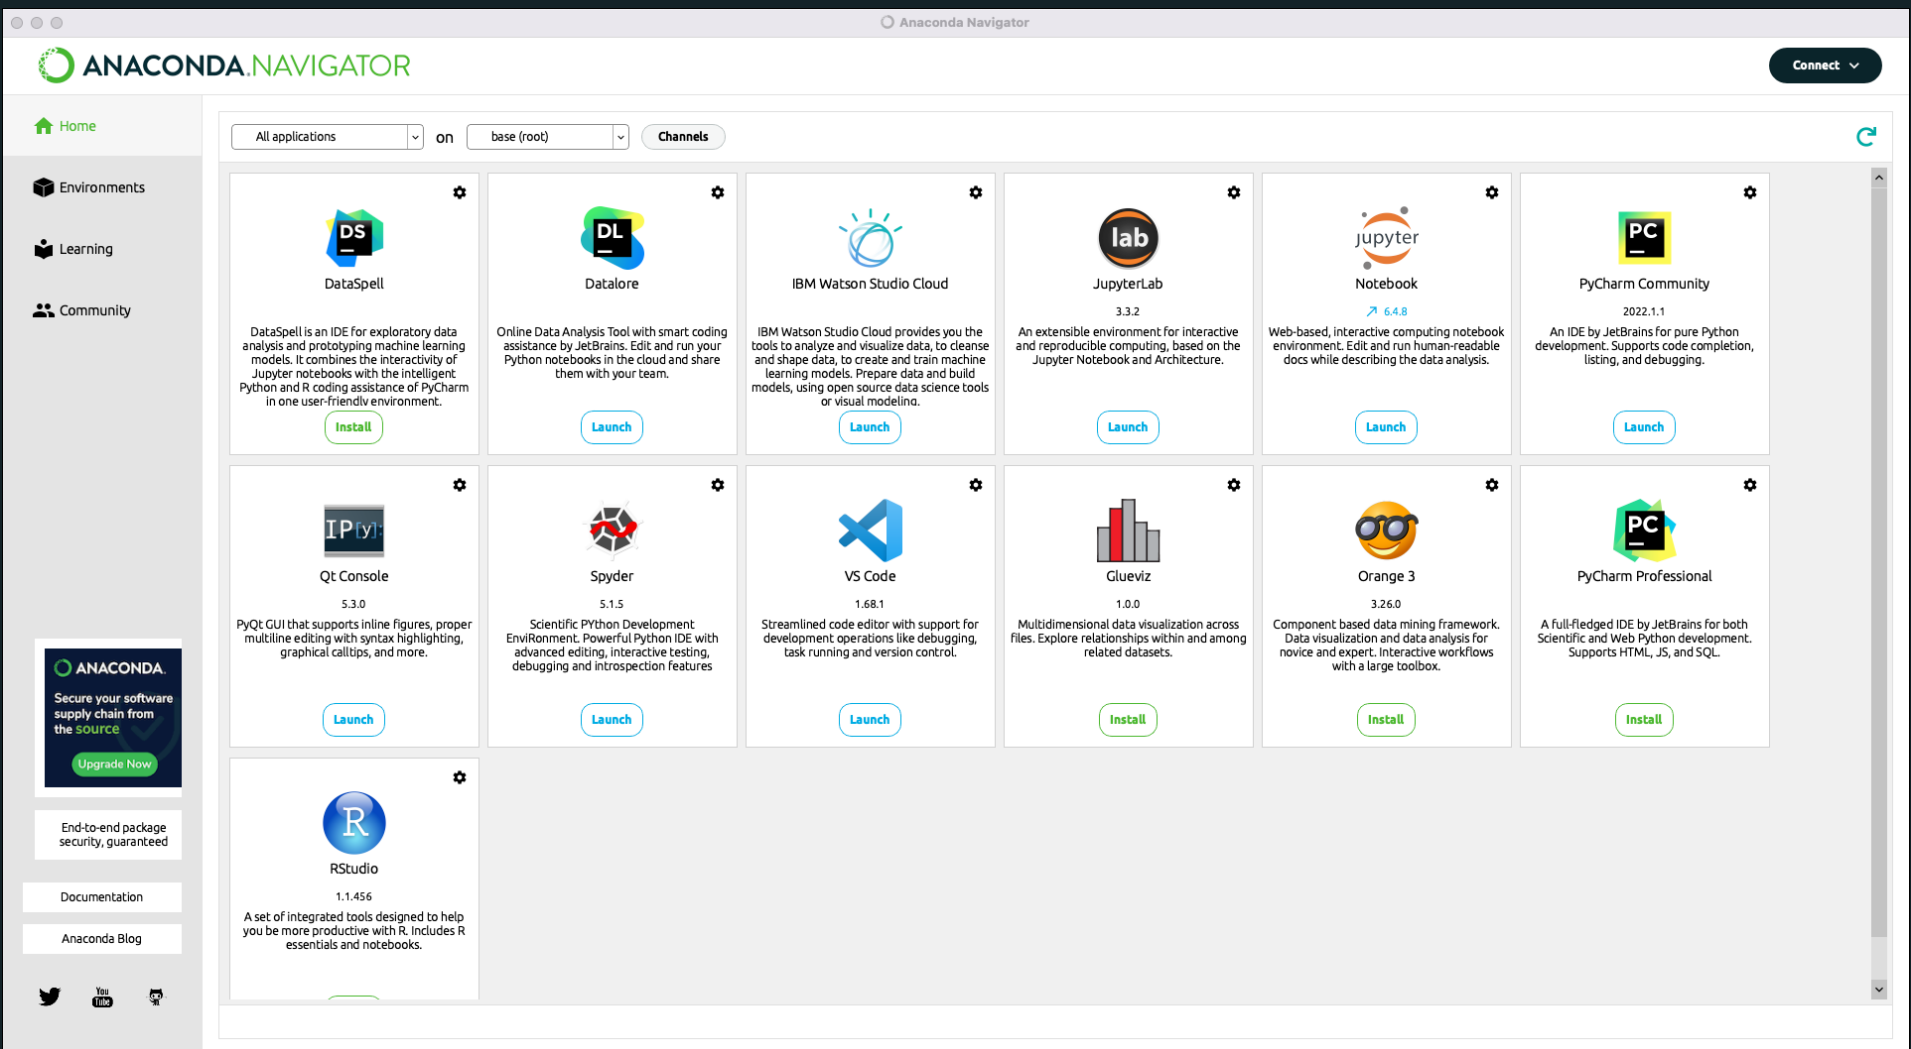 Anaconda Navigator
ANACONDA.NAVIGATOR
Connect
Home
Environments
Learning
Community
All applications
on
base (root)
Channels
DS
DataSpell
DataSpell is an IDE for exploratory data
analysis and prototyping machine learning
models. It combines the interactivity of
Jupyter notebooks with the intelligent
Python and R coding assistance of PyCharm
in one user-friendly environment.
Install
DL
Datalore
Online Data Analysis Tool with smart coding
assistance by JetBrains. Edit and run your
Python notebooks in the cloud and share
them with your team.
Launch
IBM Watson Studio Cloud
IBM Watson Studio Cloud provides you the
tools to analyze and visualize data, to cleanse
and shape data, to create and train machine
learning models. Prepare data and build
models, using open source data science tools
or visual modeling.
Launch
lab
JupyterLab
3.3.2
An extensible environment for interactive
and reproducible computing, based on the
Jupyter Notebook and Architecture.
Launch
jupyter
Notebook
6.4.8
Web-based, interactive computing notebook
environment. Edit and run human-readable
docs while describing the data analysis.
Launch
PC
PyCharm Community
2022.1.1
An IDE by JetBrains for pure Python
development. Supports code completion,
listing, and debugging.
Launch
IP[y]:
Qt Console
5.3.0
PyQt GUI that supports inline figures, proper
multiline editing with syntax highlighting,
graphical calltips, and more.
Launch
Spyder
5.1.5
Scientific PYthon Development
EnviRonment. Powerful Python IDE with
advanced editing, interactive testing,
debugging and introspection features
Launch
VS Code
1.68.1
Streamlined code editor with support for
development operations like debugging,
task running and version control.
Launch
Glueviz
1.0.0
Multidimensional data visualization across
files. Explore relationships within and among
related datasets.
Install
Orange 3
3.26.0
Component based data mining framework.
Data visualization and data analysis for
novice and expert. Interactive workflows
with a large toolbox.
Install
PC
PyCharm Professional
A full-fledged IDE by JetBrains for both
Scientific and Web Python development.
Supports HTML, JS, and SQL.
Install
R
RStudio
1.1.456
A set of integrated tools designed to help
you be more productive with R. Includes R
essentials and notebooks.
ANACONDA.
Secure your software
supply chain from
the source
Upgrade Now
End-to-end package
security, guaranteed
Documentation
Anaconda Blog
You
Tube